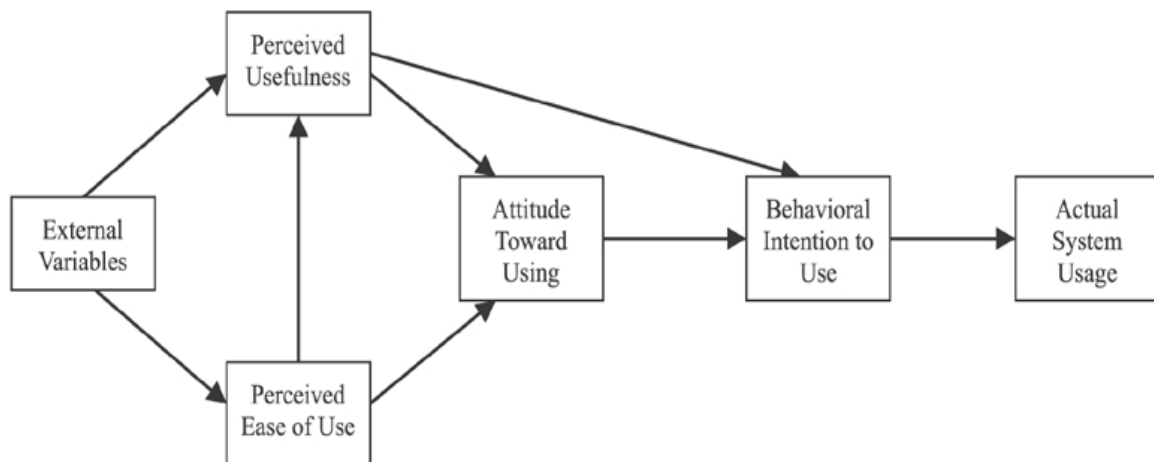 Perceived
Usefulness
External
Variables
Attitude
Toward
Using
Behavioral
Intention to
Use
Actual
System
Usage
Perceived
Ease of Use